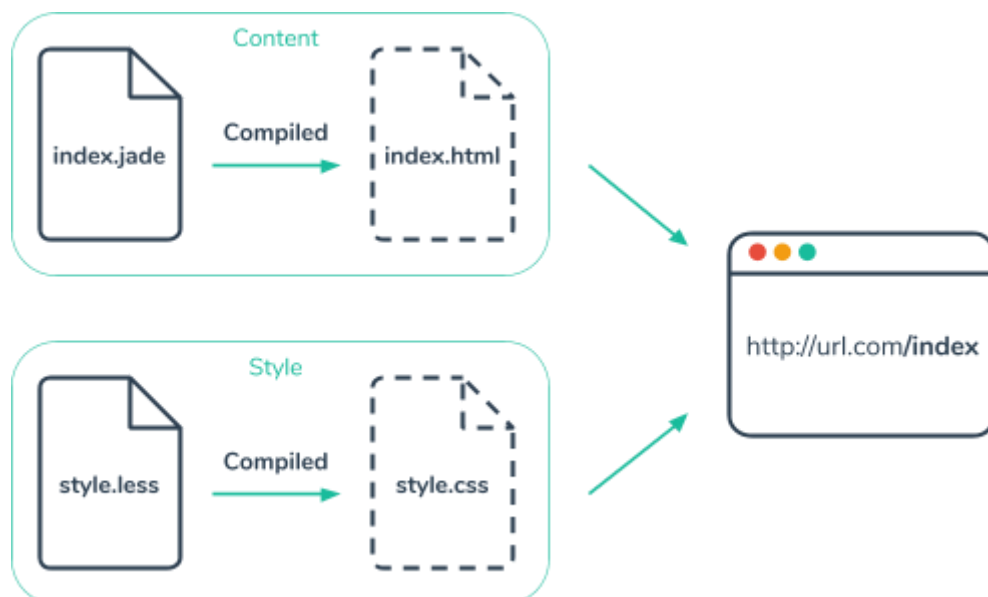 Content
index.jade
Compiled
index.html
Style
style.less
Compiled
style.css
http://url.com/index